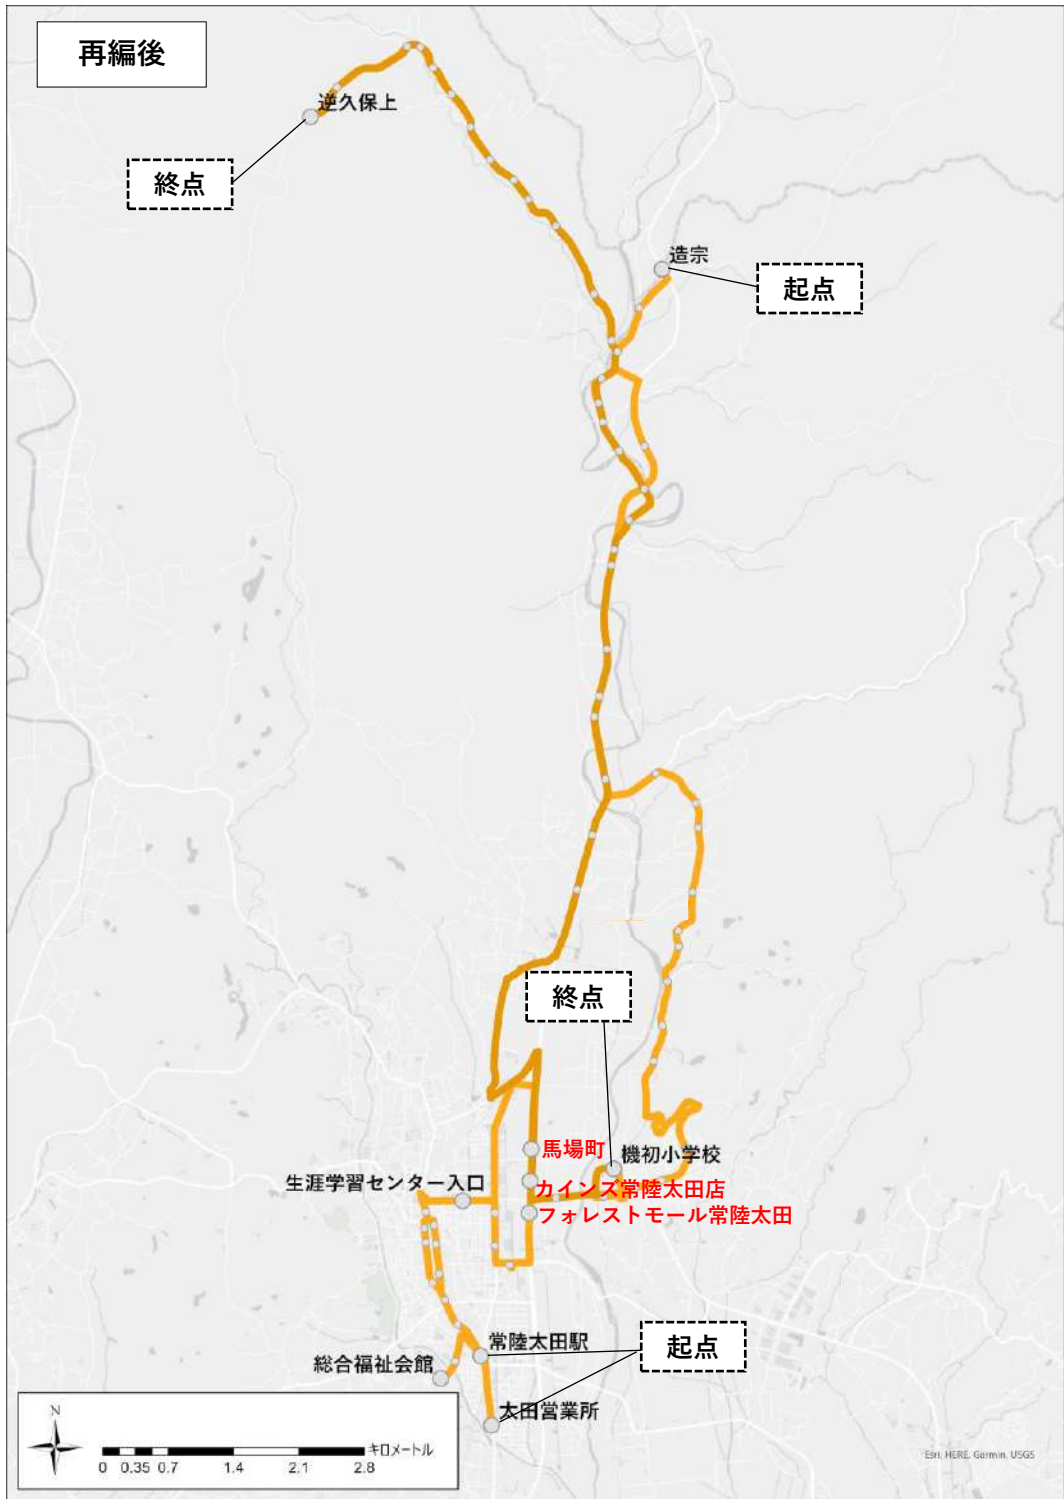 再編後
逆久保上
終点
造宗
起点
終点
馬場町
機初小学校
生涯学習センター入口
カインズ常陸太田店
フォレストモール常陸太田
常陸太田駅
起点
総合福祉会館
太田営業所
N
キロメートル
0 0.35 0.7 1.4 2.1 2.8
Esri, HERE, Garmin, USGS